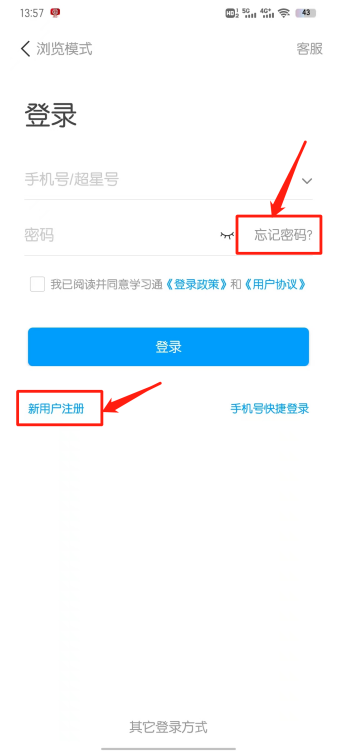 13:57 HD 1 2 5G 4G+ 43
浏览模式 客服
登录
手机号/超星号
密码 忘记密码?
我已阅读并同意学习通《登录政策》和《用户协议》
登录
新用户注册 手机号快捷登录
其它登录方式